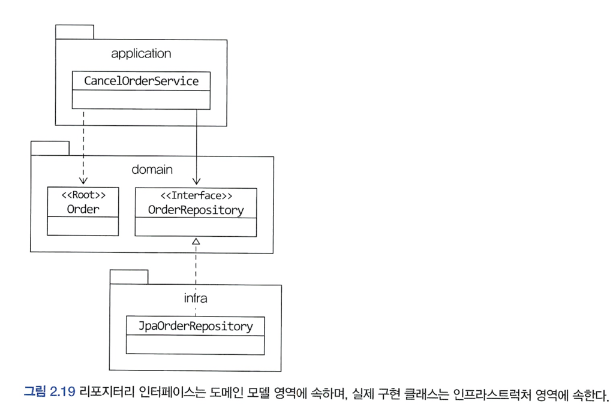 application
CancelOrderService
domain
<<Root>>
Order
<<Interface>>
OrderRepository
infra
JpaOrderRepository
그림 2.19 리포지터리 인터페이스는 도메인 모델 영역에 속하며, 실제 구현 클래스는 인프라스트럭처 영역에 속한다.